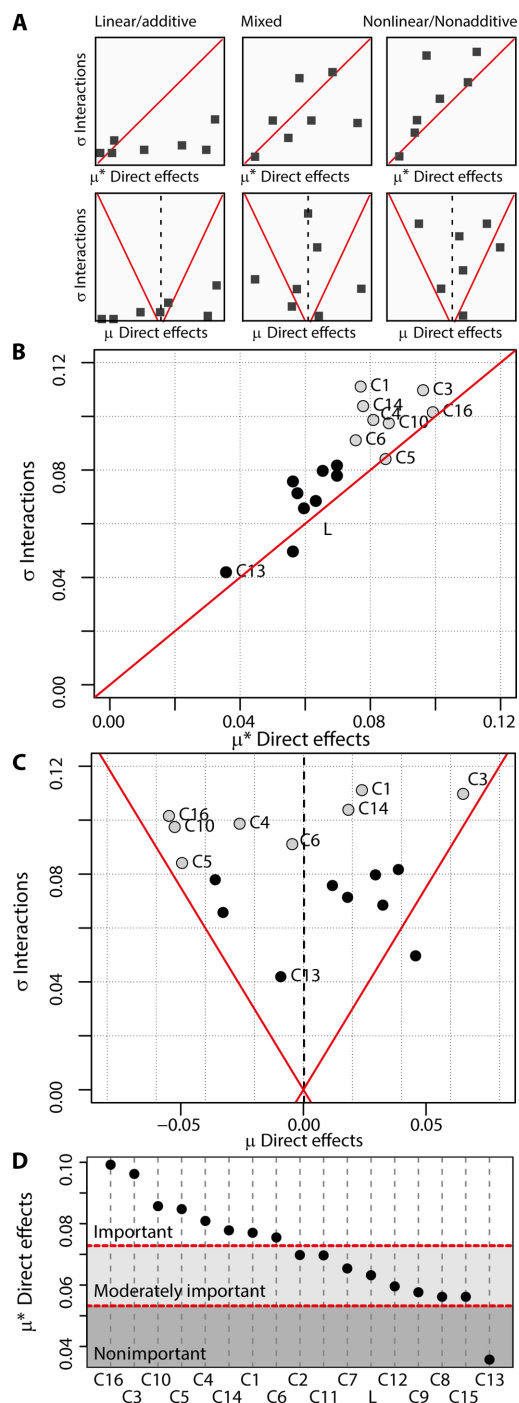 A
Linear/additive
Mixed
Nonlinear/Nonadditive
σ Interactions
μ* Direct effects
μ* Direct effects
μ* Direct effects
σ Interactions
μ Direct effects
μ Direct effects
μ Direct effects
B
0.12
0.08
0.04
0.00
σ Interactions
C1
C3
C14
C4
C16
C10
C6
C5
L
C13
0.00
0.04
0.08
0.12
μ* Direct effects
C
0.12
0.08
0.04
0.00
σ Interactions
C3
C1
C14
C16
C10
C4
C6
C5
C13
−0.05
0.00
0.05
μ Direct effects
D
0.10
0.08
0.06
0.04
μ* Direct effects
Important
Moderately important
Nonimportant
C16 C10 C4 C1 C2 C7 C12 C8 C13
C3 C5 C14 C6 C11 L C9 C15